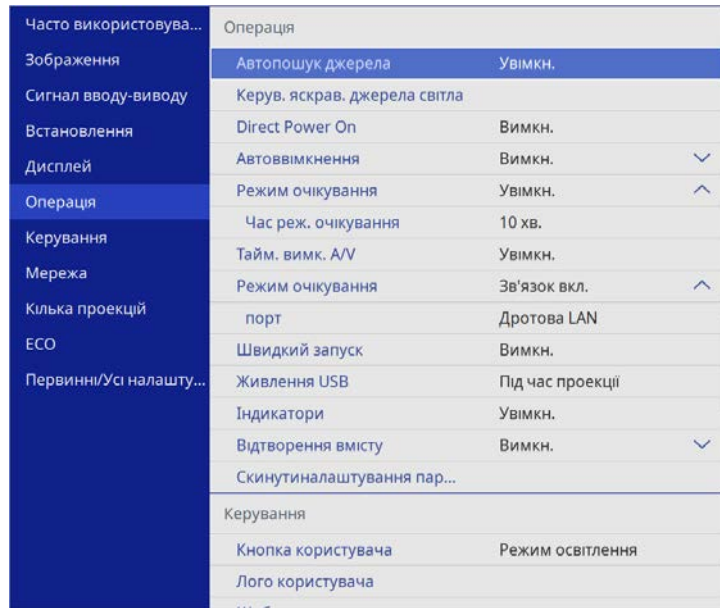 Часто використовува...
Зображення
Сигнал вводу-виводу
Встановлення
Дисплей
Операція
Керування
Мережа
Кілька проекцій
ECO
Первинні/Усі налашту...
Операція
Автопошук джерела Увімкн.
Керув. яскрав. джерела світла
Direct Power On Вимкн.
Автоввімкнення Вимкн.
Режим очікування Увімкн.
Час реж. очікування 10 хв.
Тайм. вимк. A/V Увімкн.
Режим очікування Зв'язок вкл.
порт Дротова LAN
Швидкий запуск Вимкн.
Живлення USB Під час проекції
Індикатори Увімкн.
Відтворення вмісту Вимкн.
Скинутиналаштування пар...
Керування
Кнопка користувача Режим освітлення
Лого користувача